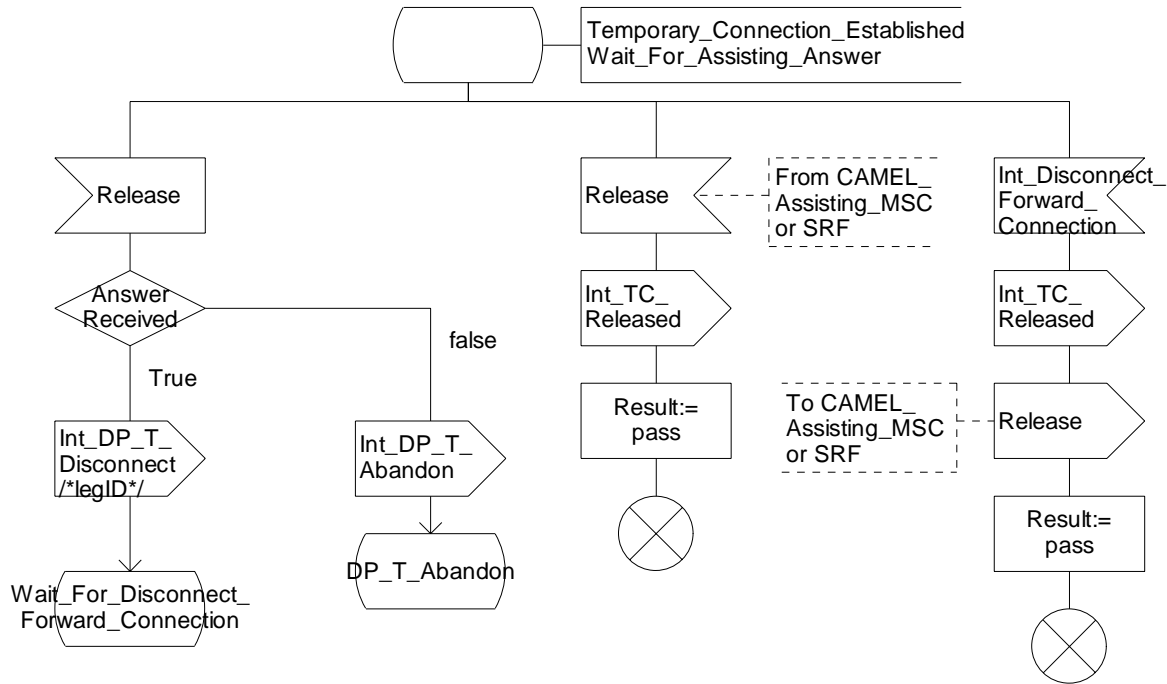 Temporary_Connection_Established
Wait_For_Assisting_Answer
Release
Release
From CAMEL_
Assisting_MSC
or SRF
Int_Disconnect_
Forward_
Connection
Answer
Received
false
True
Int_TC_
Released
Int_TC_
Released
Int_DP_T_
Disconnect
/*legID*/
Int_DP_T_
Abandon
Result:=
pass
To CAMEL_
Assisting_MSC
or SRF
Release
Wait_For_Disconnect_
Forward_Connection
DP_T_Abandon
Result:=
pass